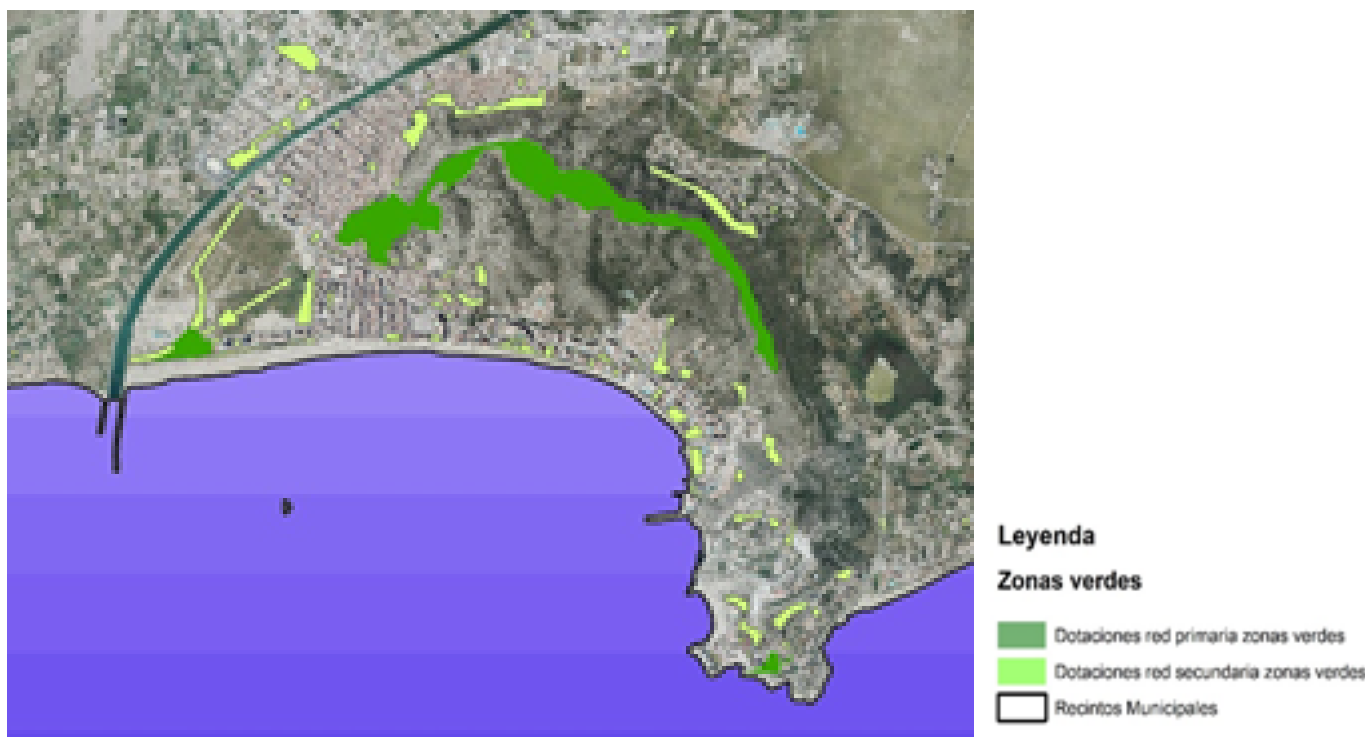 Leyenda
Zonas verdes
Dotaciones red primaria zonas verdes
Dotaciones red secundaria zonas verdes
Recintos Municipales